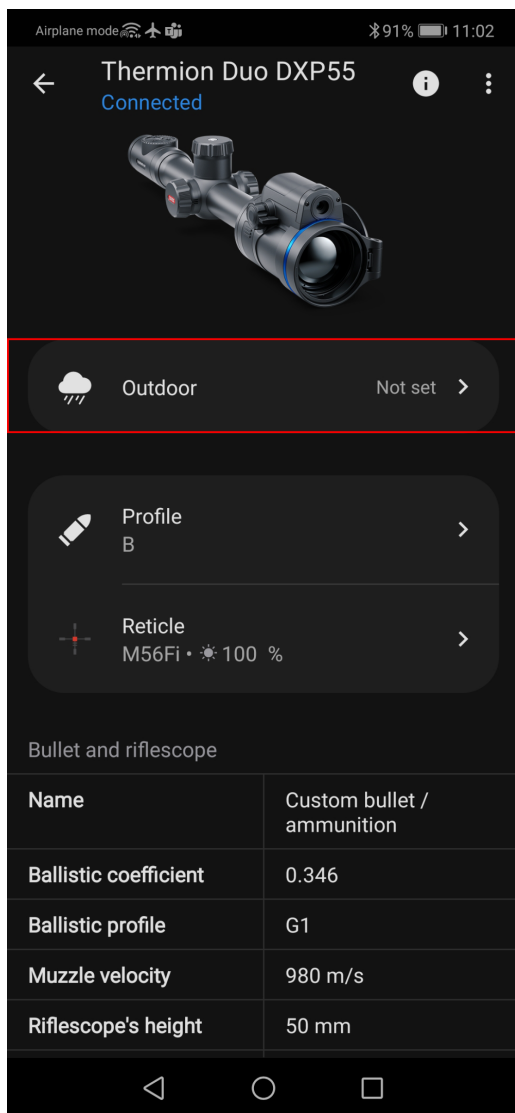 Airplane mode 91% 11:02
Thermion Duo DXP55
Connected
Outdoor Not set
Profile
B
Reticle
M56Fi • 100 %
Bullet and riflescope
Name Custom bullet /
ammunition
Ballistic coefficient 0.346
Ballistic profile G1
Muzzle velocity 980 m/s
Riflescope's height 50 mm